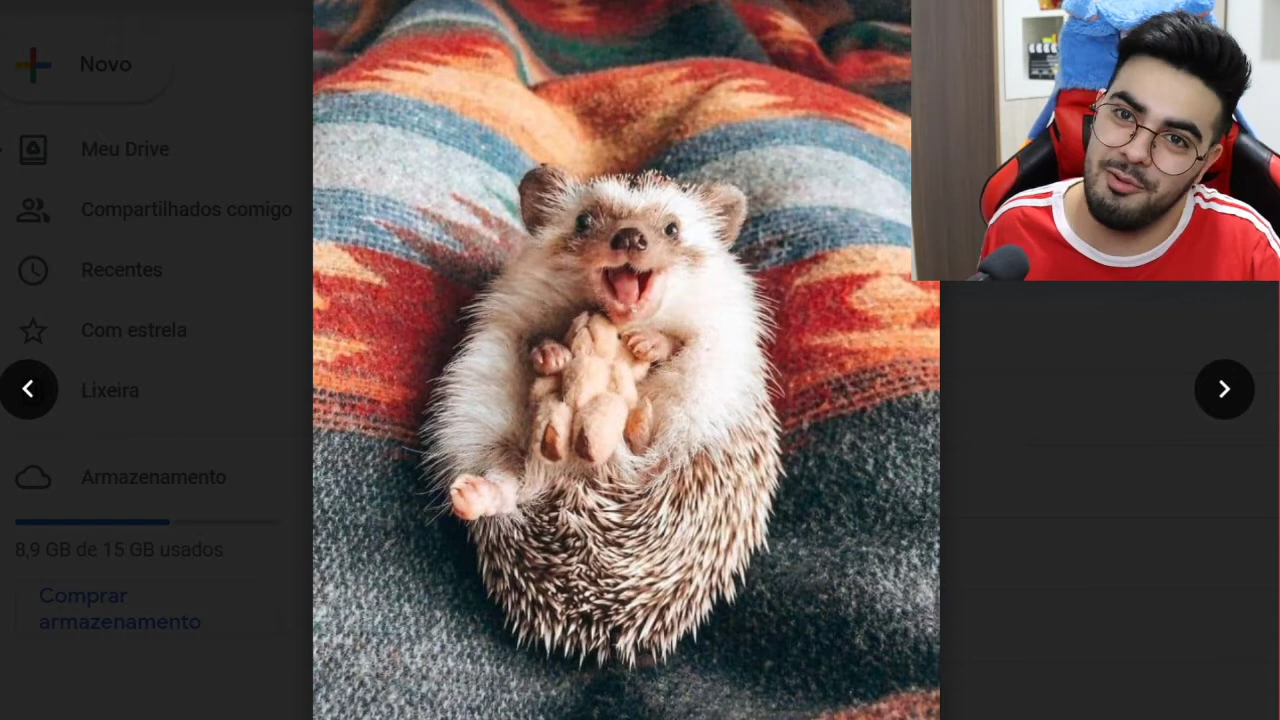 Novo
Meu Drive
Compartilhados comigo
Recentes
Com estrela
Lixeira
Armazenamento
8,9 GB de 15 GB usados
Comprar
armazenamento